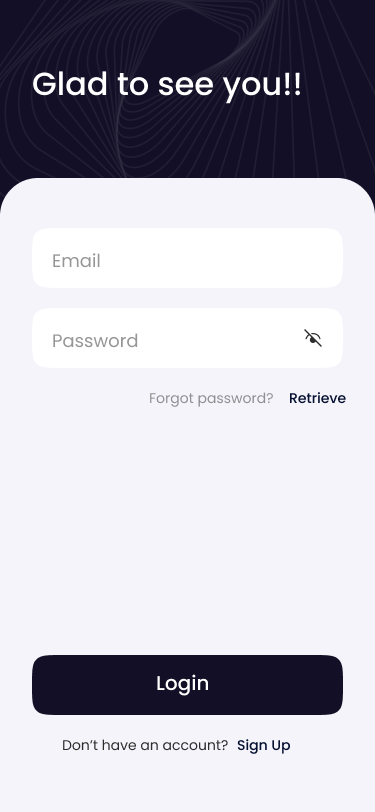 Glad to see you!!
Email
Password
Forgot password? Retrieve
Login
Don’t have an account? Sign Up